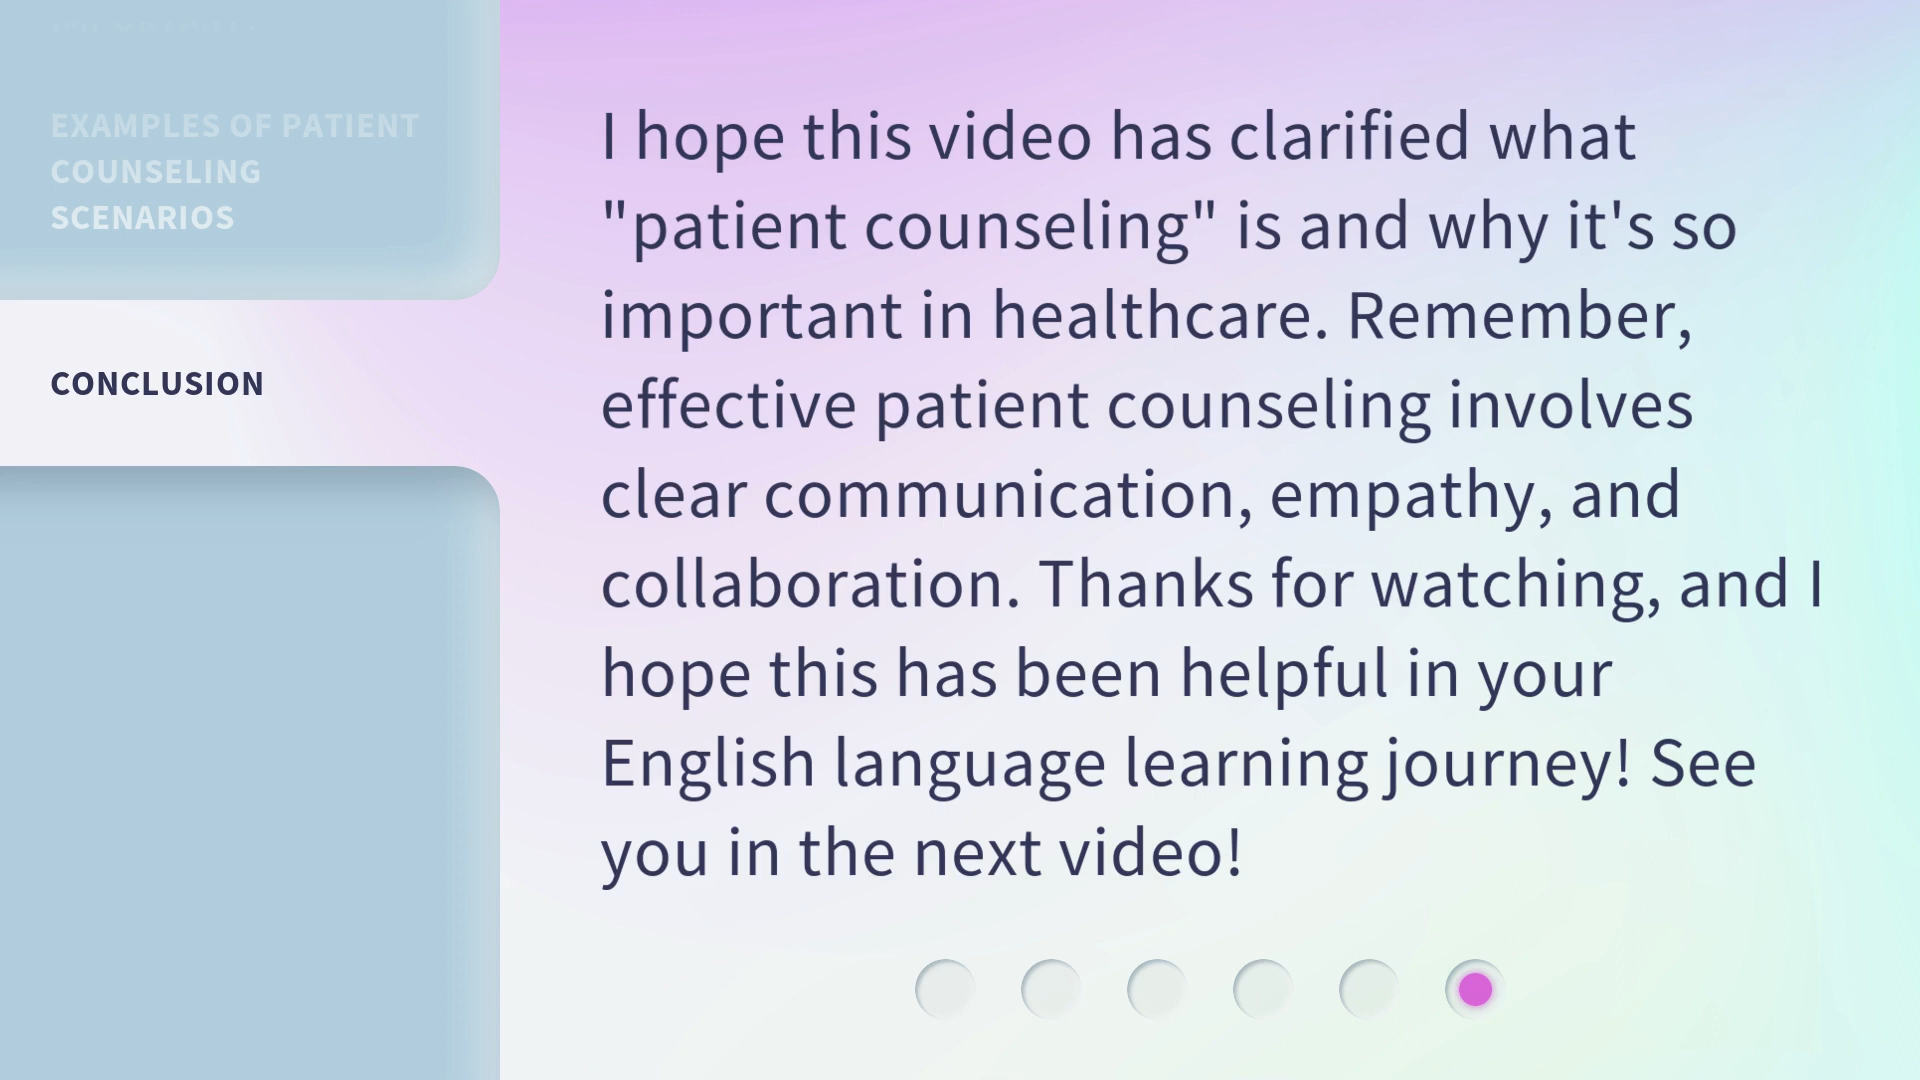 EXAMPLES OF PATIENT
COUNSELING
SCENARIOS
CONCLUSION
I hope this video has clarified what
"patient counseling" is and why it's so
important in healthcare. Remember,
effective patient counseling involves
clear communication, empathy, and
collaboration. Thanks for watching, and I
hope this has been helpful in your
English language learning journey! See
you in the next video!